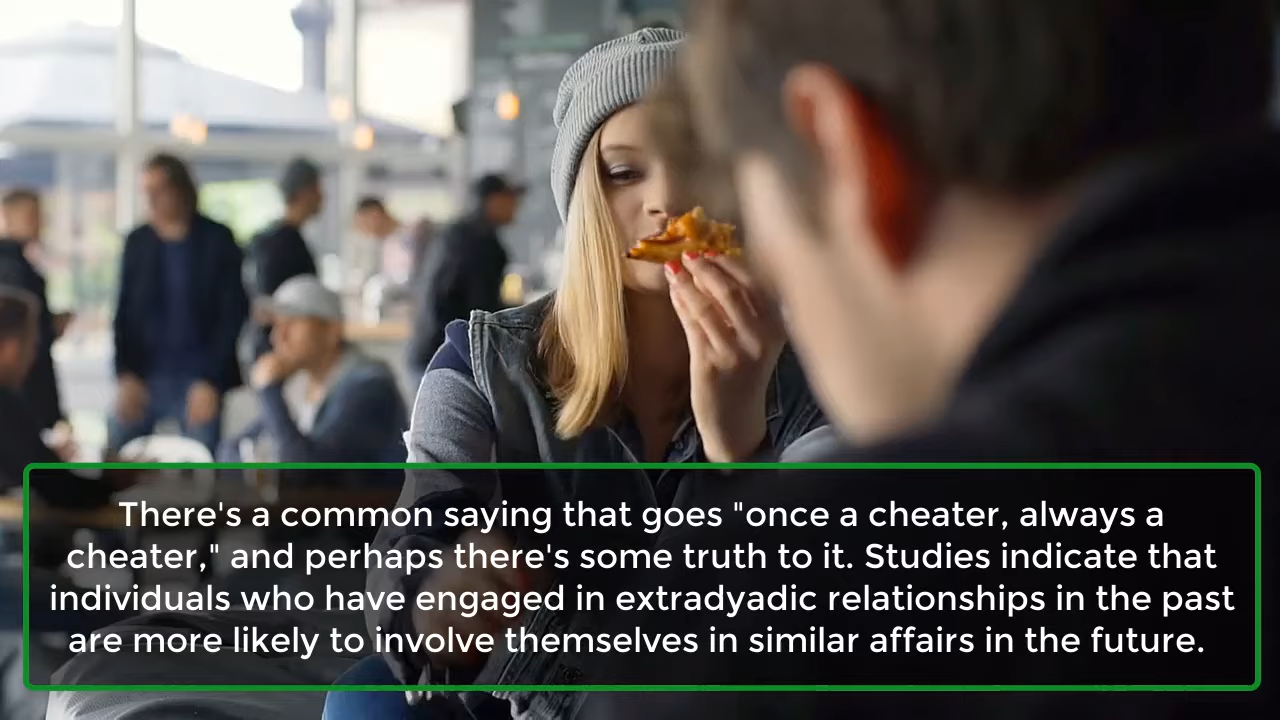 There's a common saying that goes "once a cheater, always a
cheater," and perhaps there's some truth to it. Studies indicate that
individuals who have engaged in extradyadic relationships in the past
are more likely to involve themselves in similar affairs in the future.